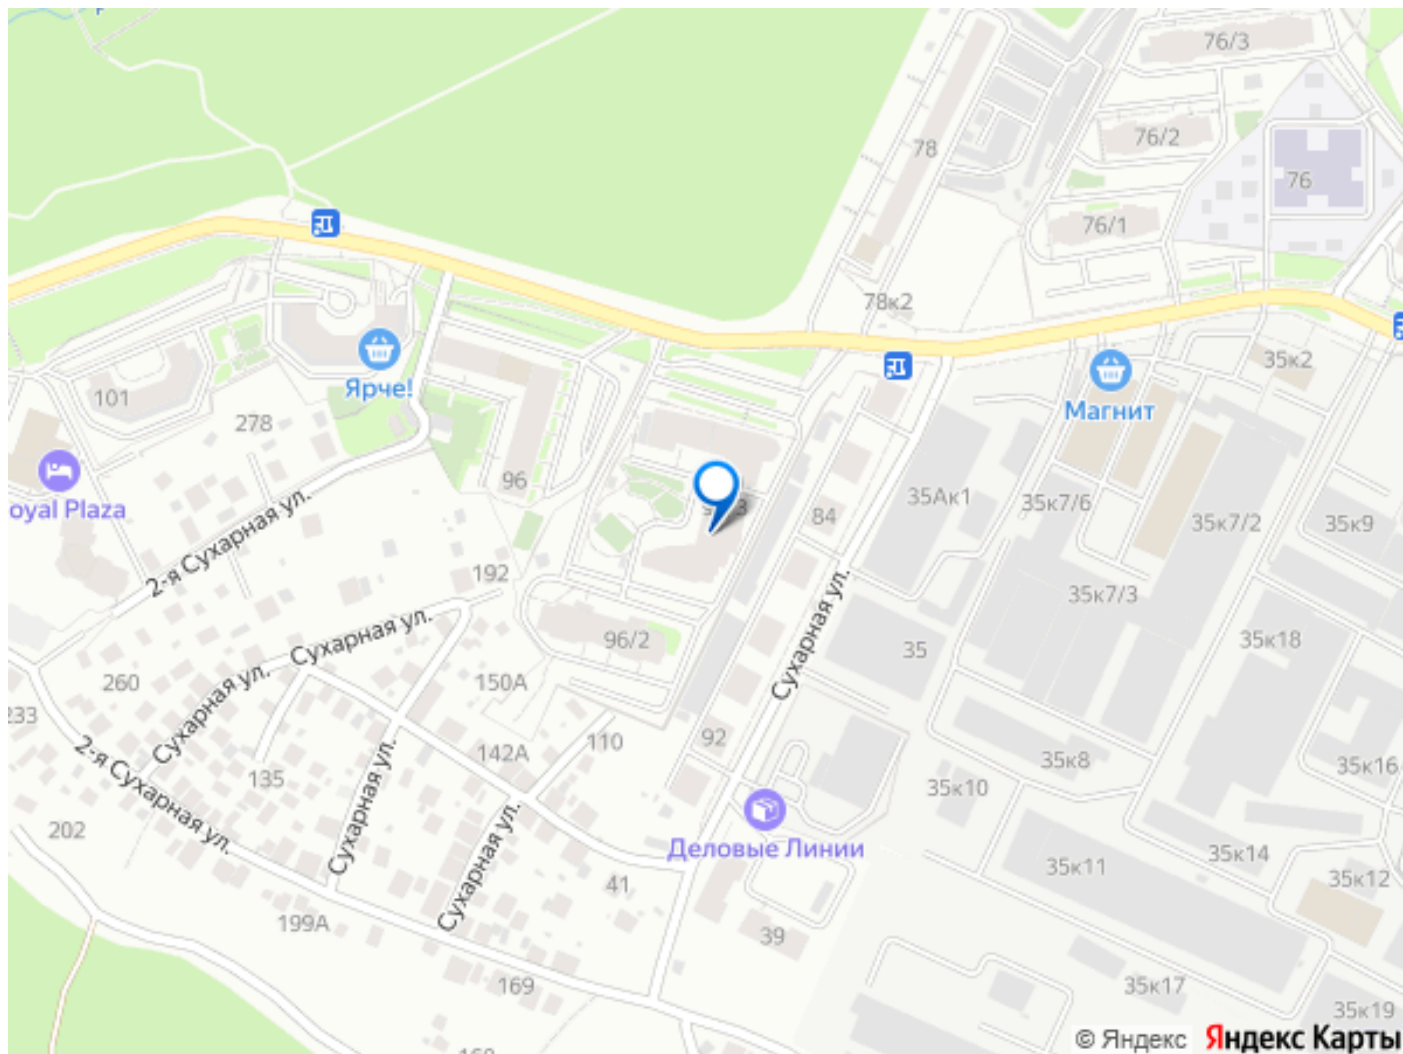 76/3
78
76/2
76
76/1
78к2
35к2
Ярче!
101
Магнит
278
96
oyal Plaza
84
35Ак1
35к7/6
35к7/2
35к9
2-я Сухарная ул.
192
35к7/3
Сухарная ул.
96/2
Сухарная ул.
35
35к18
260
Сухарная ул.
150А
233
92
110
142А
135
2-я Сухарная ул.
Сухарная ул.
35к8
35к16
35к10
202
Сухарная ул.
Деловые Линии
35к14
35к11
35к12
41
199А
39
169
35к17
35к19
© Яндекс Яндекс Карты